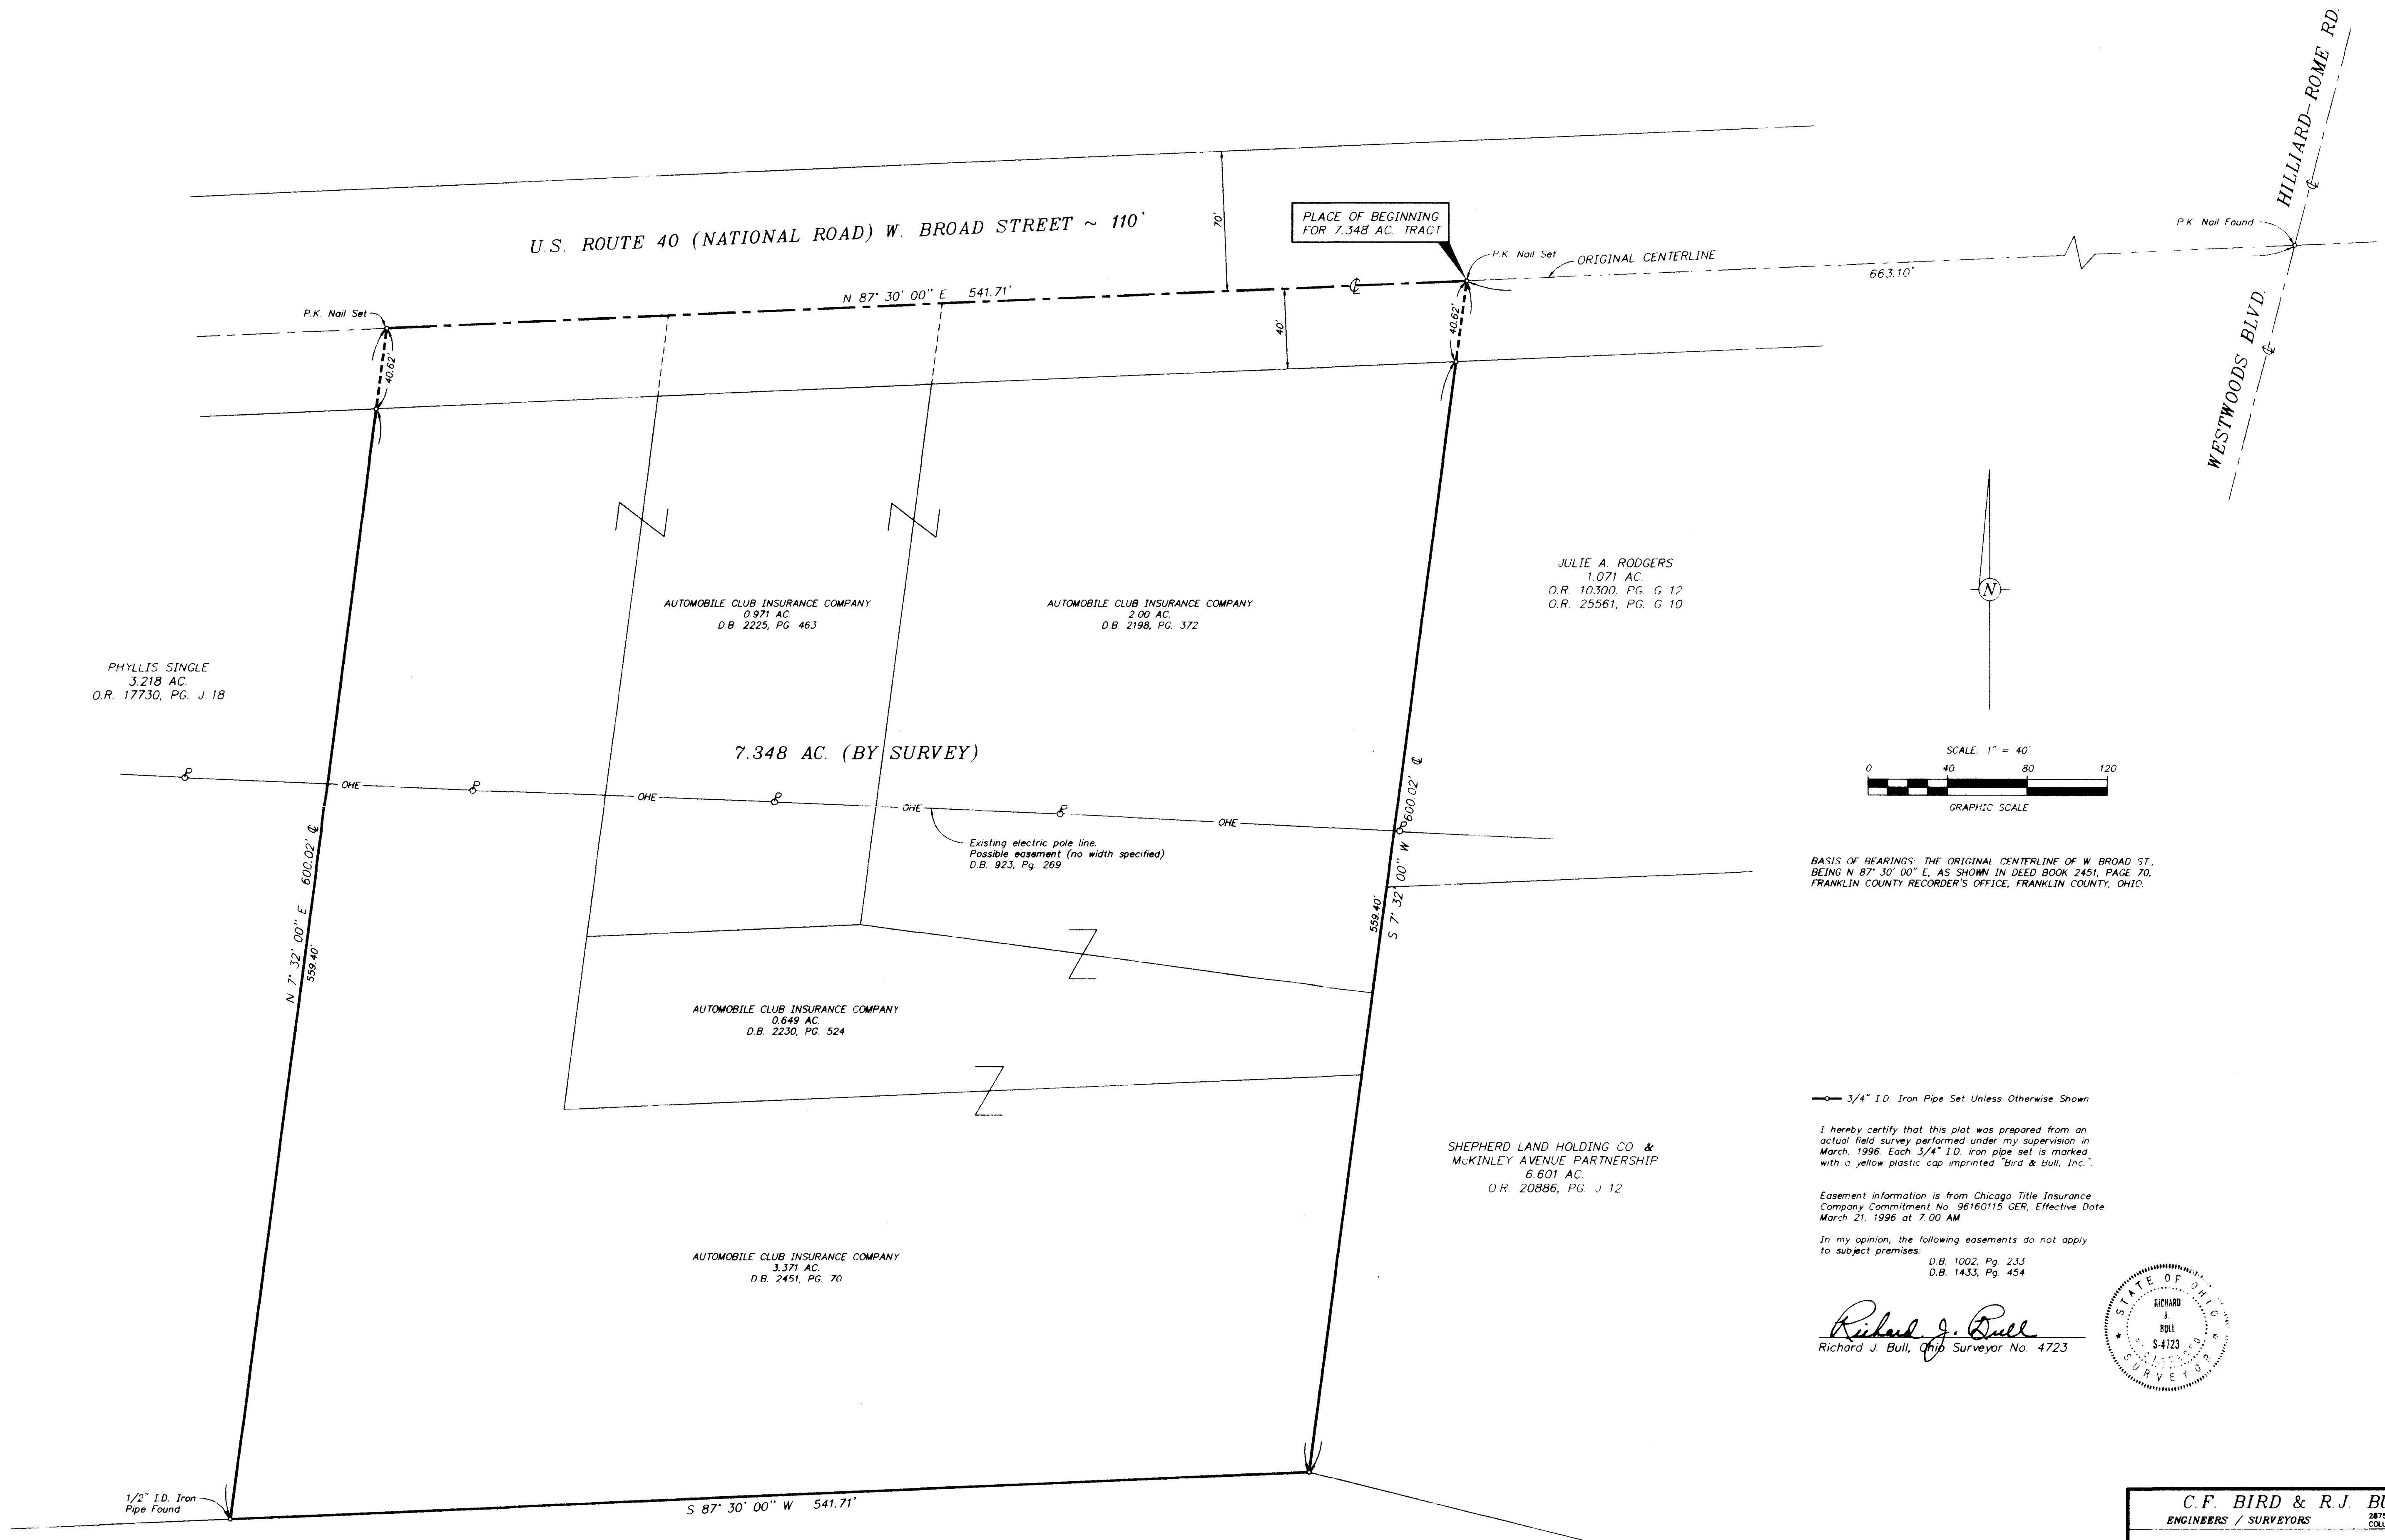 HILLIARD-ROME RD.
U.S. ROUTE 40 (NATIONAL ROAD) W. BROAD STREET ~ 110'
70'
PLACE OF BEGINNING
FOR 7.348 AC. TRACT
P.K. Nail Set
ORIGINAL CENTERLINE
663.10'
P.K. Nail Found
WESTWOODS BLVD.
P.K. Nail Set
N 87° 30' 00" E 541.71'
40.62'
40'
40.62'
JULIE A. RODGERS
1.071 AC.
O.R. 10300, PG. G 12
O.R. 25561, PG. G 10
N
AUTOMOBILE CLUB INSURANCE COMPANY
0.971 AC.
D.B. 2225, PG. 463
AUTOMOBILE CLUB INSURANCE COMPANY
2.00 AC.
D.B. 2198, PG. 372
PHYLLIS SINGLE
3.218 AC.
O.R. 17730, PG. J 18
7.348 AC. (BY SURVEY)
OHE
OHE
OHE
OHE
Existing electric pole line.
Possible easement (no width specified)
D.B. 923, Pg. 269
N 7° 32' 00" E 600.02'
559.40'
S 7° 32' 00" W 600.02'
559.40'
SCALE: 1" = 40'
0 40 80 120
GRAPHIC SCALE
BASIS OF BEARINGS: THE ORIGINAL CENTERLINE OF W. BROAD ST.,
BEING N 87° 30' 00" E, AS SHOWN IN DEED BOOK 2451, PAGE 70,
FRANKLIN COUNTY RECORDER'S OFFICE, FRANKLIN COUNTY, OHIO.
AUTOMOBILE CLUB INSURANCE COMPANY
0.649 AC.
D.B. 2230, PG. 524
SHEPHERD LAND HOLDING CO. &
McKINLEY AVENUE PARTNERSHIP
6.601 AC.
O.R. 20886, PG. J 12
AUTOMOBILE CLUB INSURANCE COMPANY
3.371 AC.
D.B. 2451, PG. 70
3/4" I.D. Iron Pipe Set Unless Otherwise Shown
I hereby certify that this plat was prepared from an
actual field survey performed under my supervision in
March, 1996. Each 3/4" I.D. iron pipe set is marked
with a yellow plastic cap imprinted "Bird & Bull, Inc.".
Easement information is from Chicago Title Insurance
Company Commitment No. 96160115 GER, Effective Date
March 21, 1996 at 7:00 AM
In my opinion, the following easements do not apply
to subject premises:
D.B. 1002, Pg. 233
D.B. 1433, Pg. 454
Richard J. Bull
Richard J. Bull, Ohio Surveyor No. 4723
STATE OF OHIO
RICHARD
J
BULL
S-4723
SURVEYOR
1/2" I.D. Iron
Pipe Found
S 87° 30' 00" W 541.71'
C.F. BIRD & R.J.
ENGINEERS / SURVEYORS